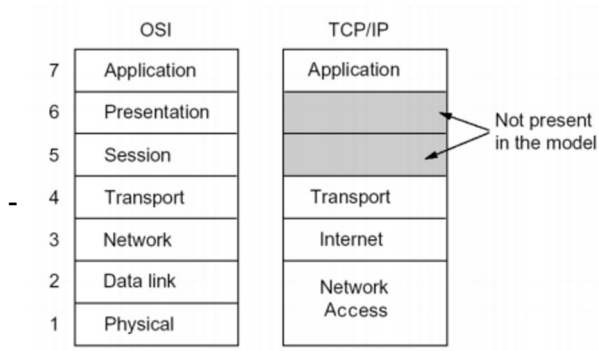 OSI TCP/IP
7 Application Application
6 Presentation
Not present
in the model
5 Session
- 4 Transport Transport
3 Network Internet
2 Data link
Network
Access
1 Physical